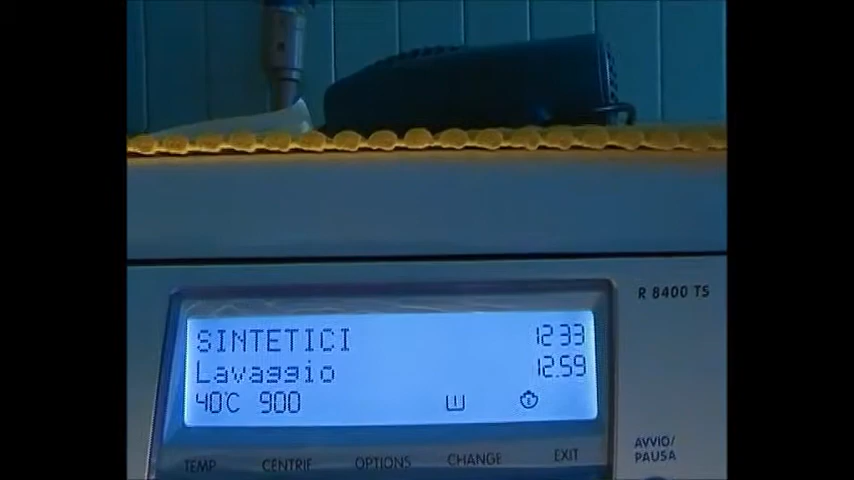 R 8400 TS
SINTETICI 12 33
Lavaggio 12.59
40°C 900
TEMP CENTRIF OPTIONS CHANGE EXIT
AVVIO/
PAUSA